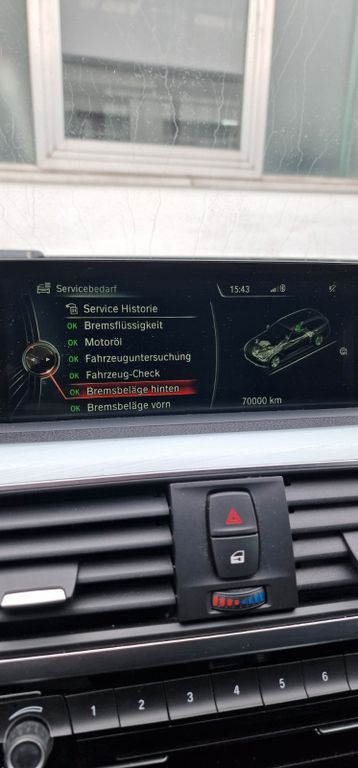 Servicebedarf
15:43
Service Historie
OK Bremsflüssigkeit
OK Motoröl
OK Fahrzeuguntersuchung
OK Fahrzeug-Check
OK Bremsbeläge hinten
OK Bremsbeläge vorn
70000 km
1 2 3 4 5 6